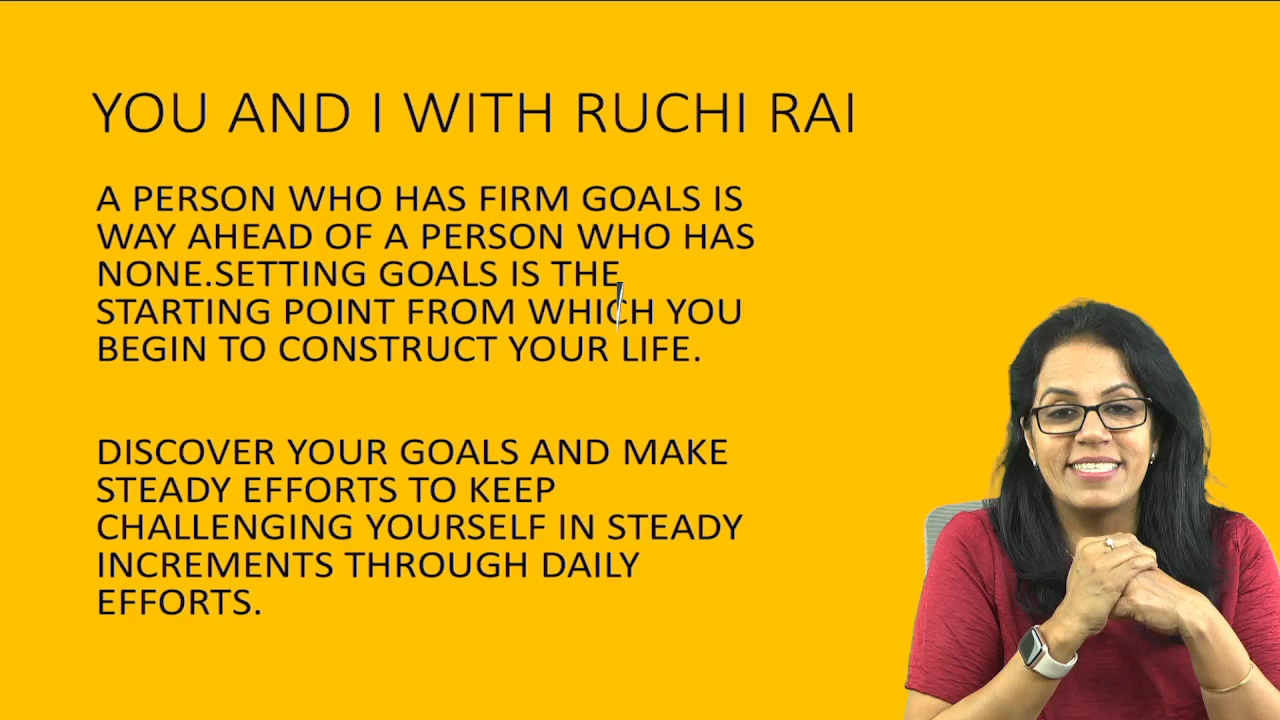 YOU AND I WITH RUCHI RAI
A PERSON WHO HAS FIRM GOALS IS
WAY AHEAD OF A PERSON WHO HAS
NONE.SETTING GOALS IS THE
STARTING POINT FROM WHICH YOU
BEGIN TO CONSTRUCT YOUR LIFE.
DISCOVER YOUR GOALS AND MAKE
STEADY EFFORTS TO KEEP
CHALLENGING YOURSELF IN STEADY
INCREMENTS THROUGH DAILY
EFFORTS.